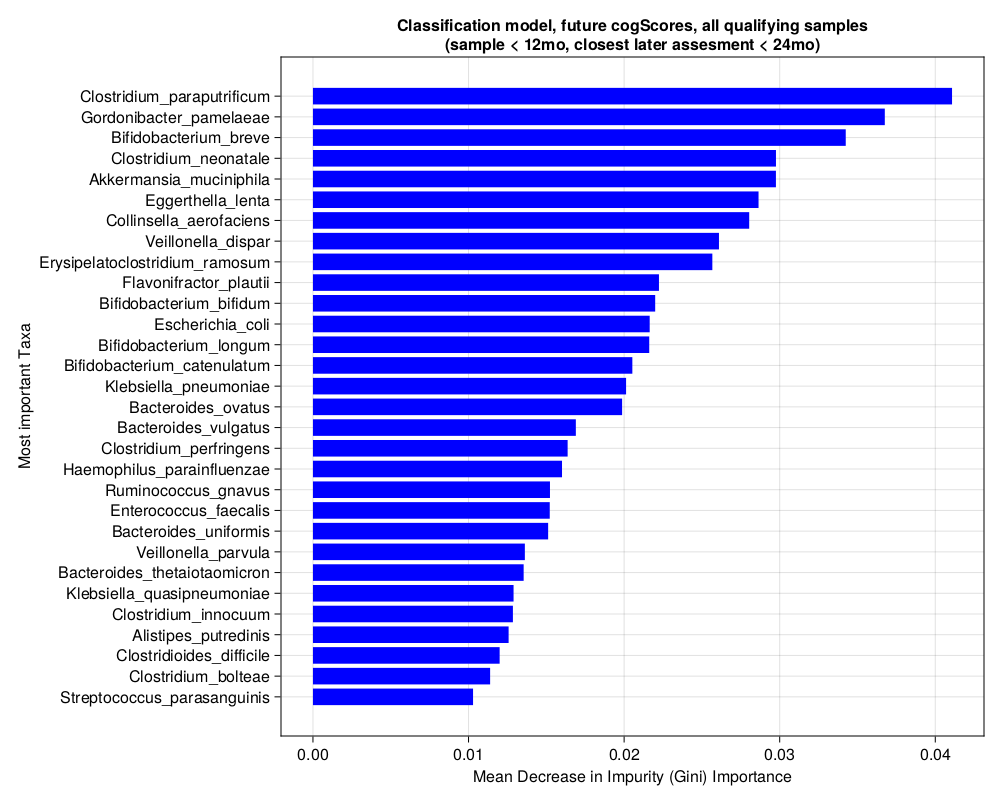 Classification model, future cogScores, all qualifying samples
(sample < 12mo, closest later assesment < 24mo)
Most important Taxa
Clostridium_paraputrificum
Gordonibacter_pamelaeae
Bifidobacterium_breve
Clostridium_neonatale
Akkermansia_muciniphila
Eggerthella_lenta
Collinsella_aerofaciens
Veillonella_dispar
Erysipelatoclostridium_ramosum
Flavonifractor_plautii
Bifidobacterium_bifidum
Escherichia_coli
Bifidobacterium_longum
Bifidobacterium_catenulatum
Klebsiella_pneumoniae
Bacteroides_ovatus
Bacteroides_vulgatus
Clostridium_perfringens
Haemophilus_parainfluenzae
Ruminococcus_gnavus
Enterococcus_faecalis
Bacteroides_uniformis
Veillonella_parvula
Bacteroides_thetaiotaomicron
Klebsiella_quasipneumoniae
Clostridium_innocuum
Alistipes_putredinis
Clostridioides_difficile
Clostridium_bolteae
Streptococcus_parasanguinis
0.00 0.01 0.02 0.03 0.04
Mean Decrease in Impurity (Gini) Importance